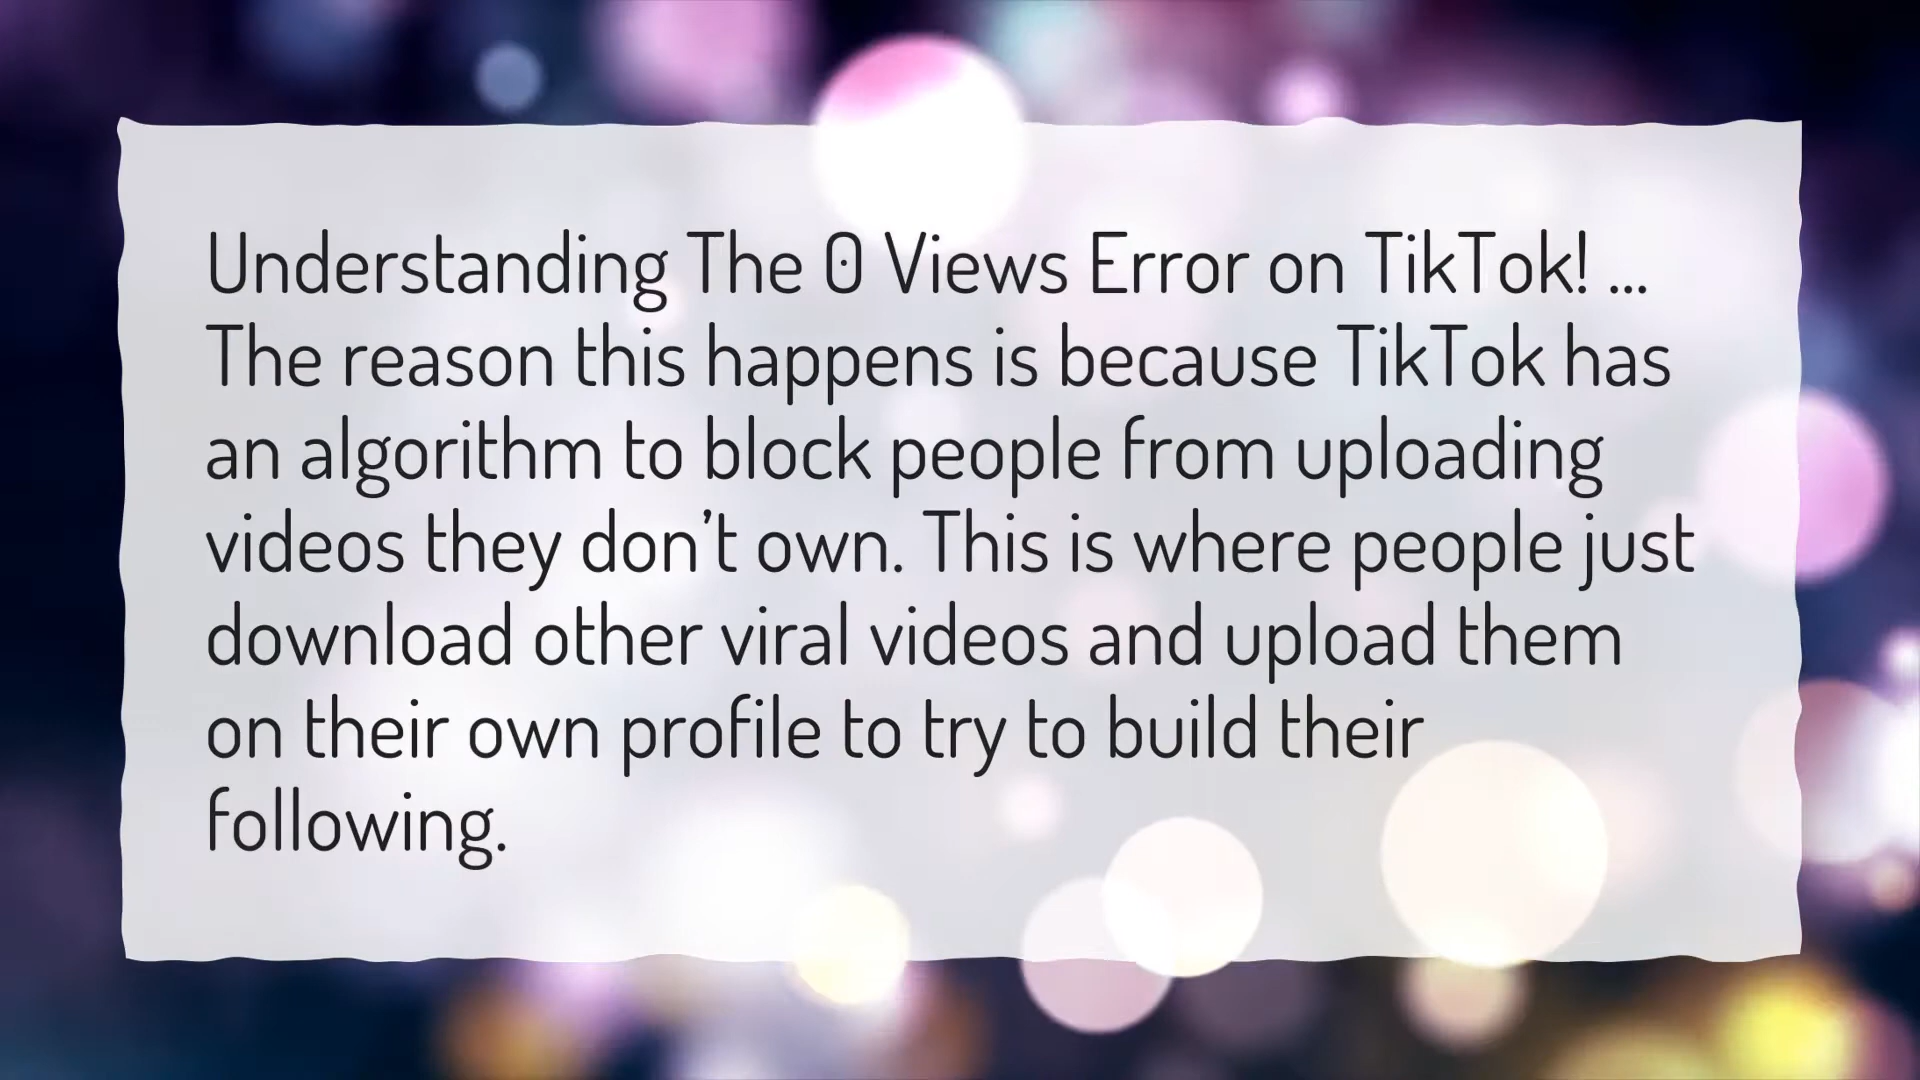 Understanding The 0 Views Error on TikTok! ...
The reason this happens is because TikTok has
an algorithm to block people from uploading
videos they don’t own. This is where people just
download other viral videos and upload them
on their own profile to try to build their
following.